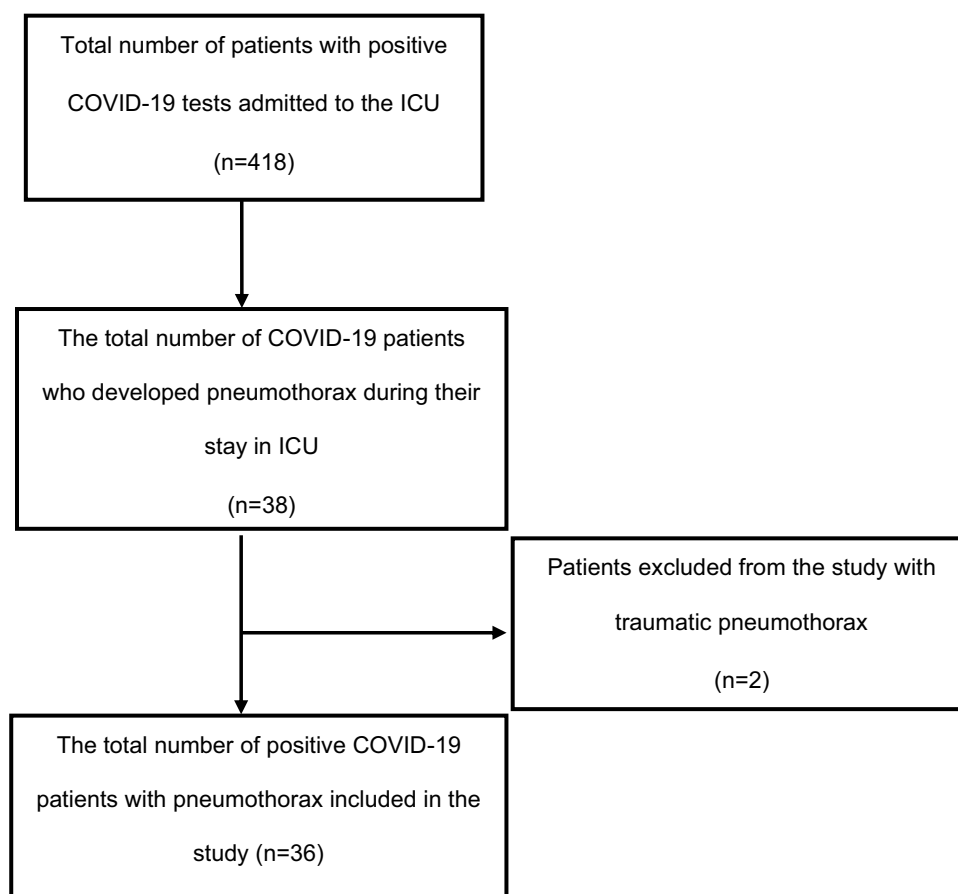 Total number of patients with positive
COVID-19 tests admitted to the ICU
(n=418)
The total number of COVID-19 patients
who developed pneumothorax during their
stay in ICU
(n=38)
Patients excluded from the study with
traumatic pneumothorax
(n=2)
The total number of positive COVID-19
patients with pneumothorax included in the
study (n=36)